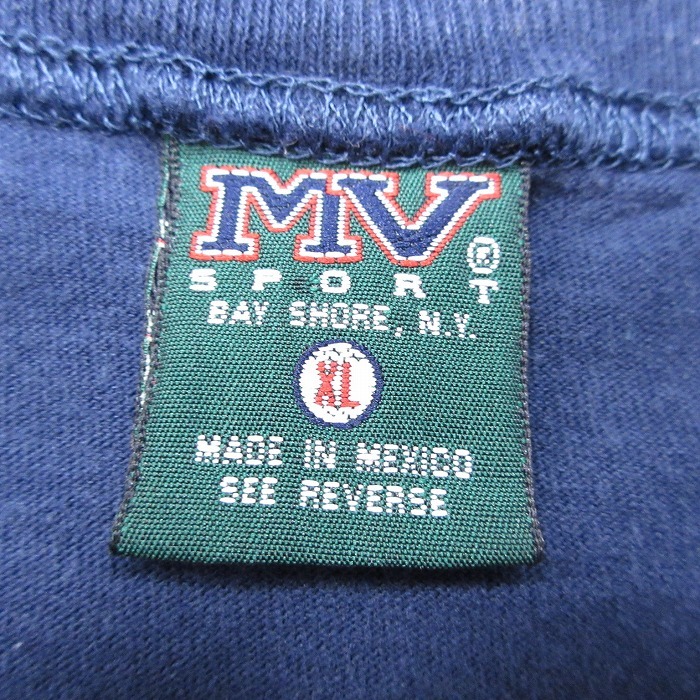 MV
SPORT®
BAY SHORE, N.Y.
XL
MADE IN MEXICO
SEE REVERSE